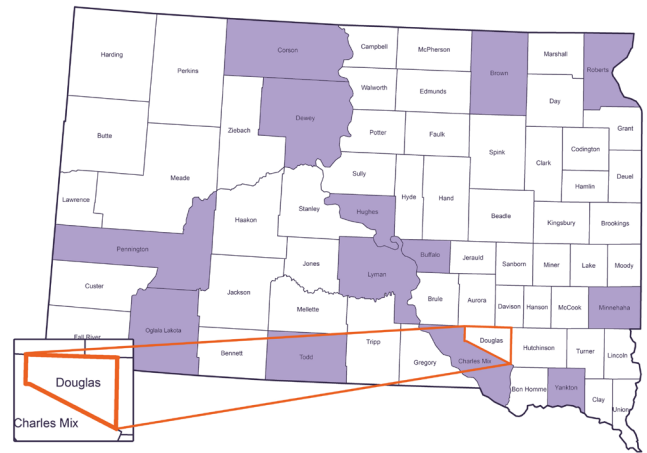 Harding
Perkins
Corson
Campbell
McPherson
Brown
Marshall
Roberts
Walworth
Edmunds
Day
Butte
Ziebach
Dewey
Potter
Faulk
Spink
Grant
Codington
Clark
Deuel
Hamlin
Meade
Sully
Hyde
Hand
Lawrence
Haakon
Stanley
Hughes
Beadle
Kingsbury
Brookings
Pennington
Buffalo
Jerauld
Sanborn
Miner
Lake
Moody
Jones
Lyman
Custer
Jackson
Brule
Aurora
Davison
Hanson
McCook
Minnehaha
Mellette
Oglala Lakota
Fall River
Tripp
Douglas
Hutchinson
Turner
Lincoln
Bennett
Todd
Gregory
Charles Mix
Bon Homme
Yankton
Clay
Union
Douglas
Charles Mix